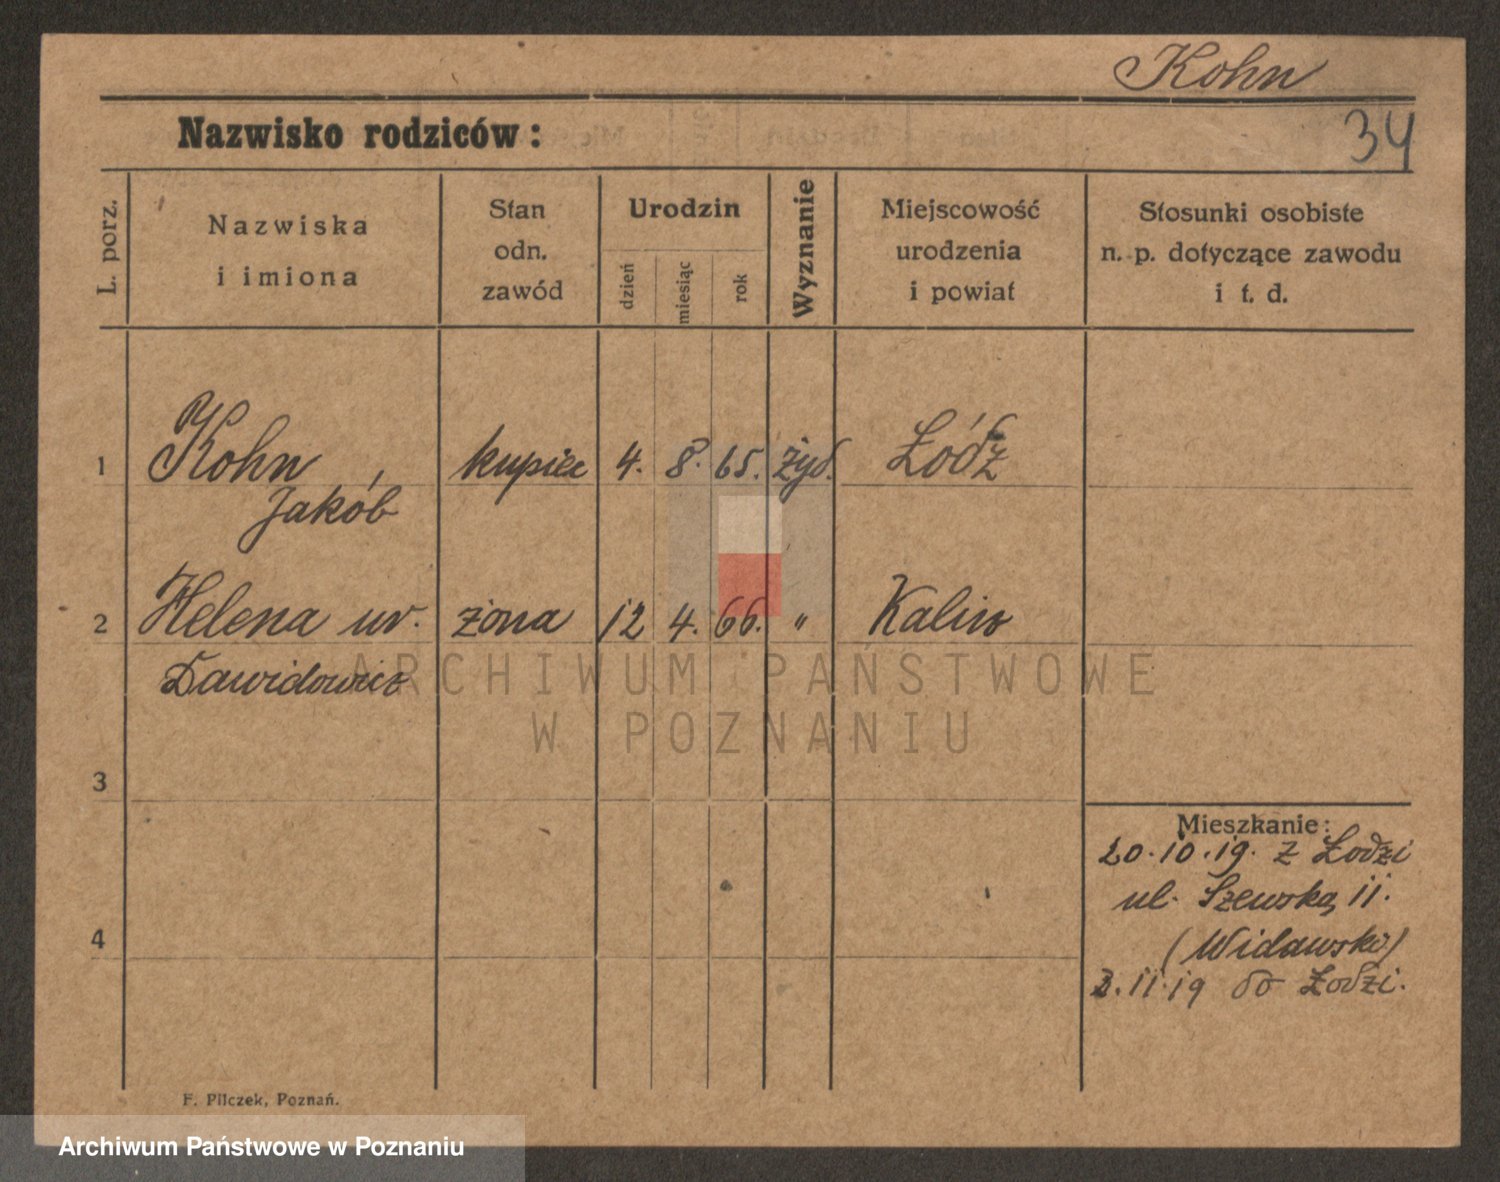 Kohn
34
Nazwisko rodziców:
L. porz.
Nazwiska
i imiona
Stan
odn.
zawód
Urodzin
dzień
miesiąc
rok
Wyznanie
Miejscowość
urodzenia
i powiat
Stosunki osobiste
n. p. dotyczące zawodu
i t. d.
1 Kohn kupiec 4. 8. 65. żyd. Łódź
Jakób
2 Helena ur. żona 12 4. 66. " Kalisz
Dawidowicz
ARCHIWUM PAŃSTWOWE
W POZNANIU
3
Mieszkanie:
20.10.19. z Łodzi
ul. Szewska 11.
4
(Widawski)
3.11.19 do Łodzi.
F. Pilczek, Poznań.
Archiwum Państwowe w Poznaniu